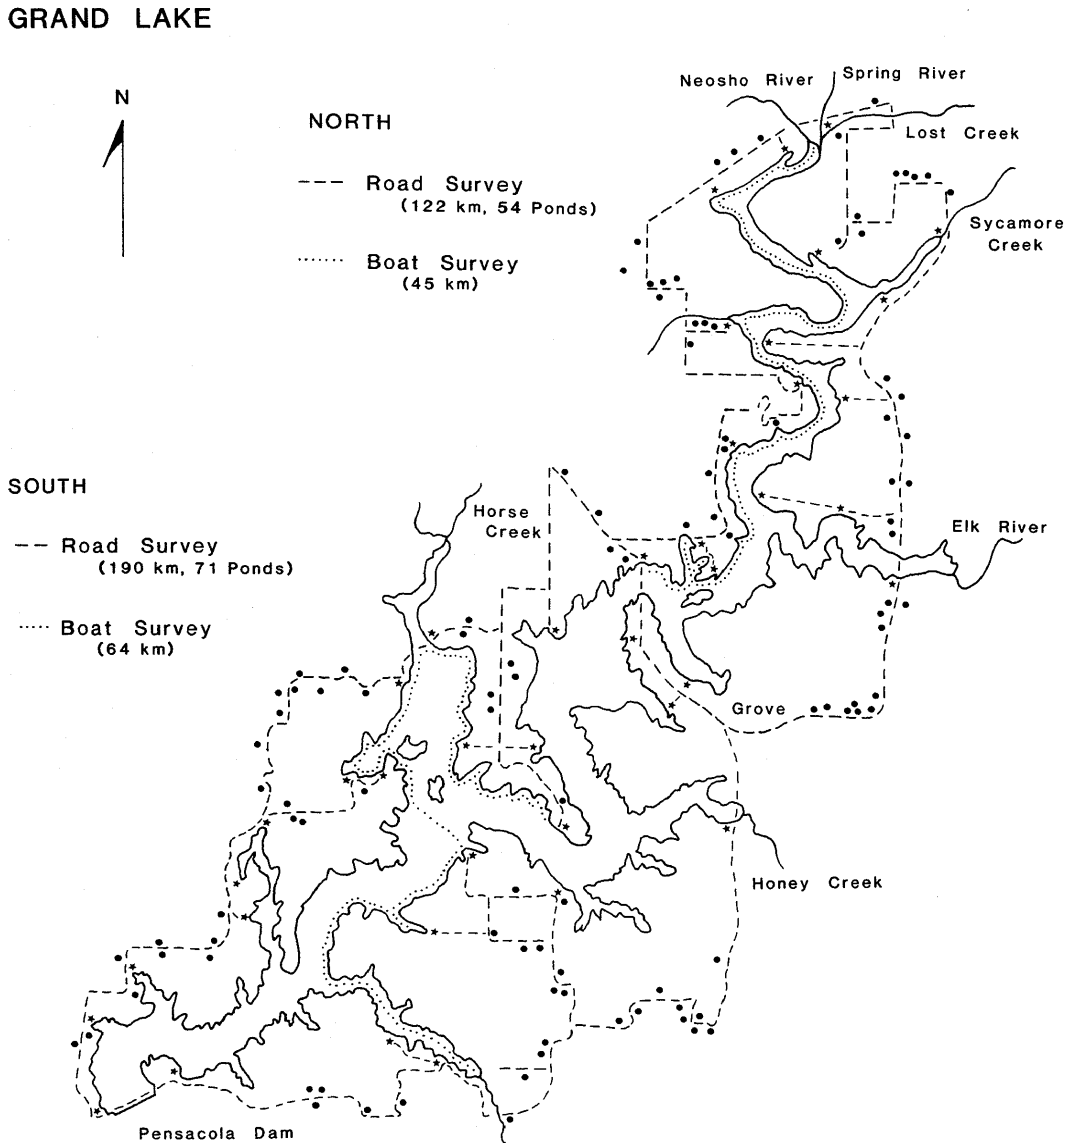 GRAND LAKE
N
NORTH
Road Survey
(122 km, 54 Ponds)
Boat Survey
(45 km)
Neosho River
Spring River
Lost Creek
Sycamore
Creek
SOUTH
Road Survey
(190 km, 71 Ponds)
Boat Survey
(64 km)
Horse
Creek
Elk River
Grove
Honey Creek
Pensacola Dam